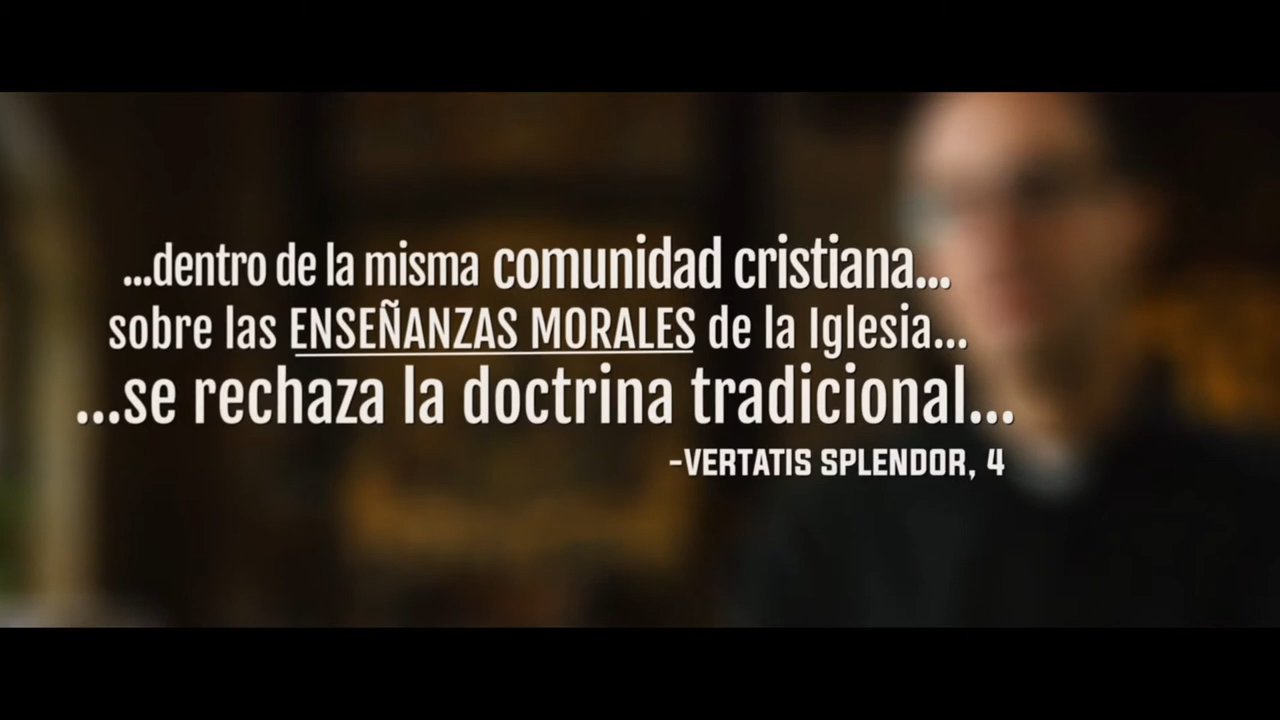 ...dentro de la misma comunidad cristiana...
sobre las ENSEÑANZAS MORALES de la Iglesia...
...se rechaza la doctrina tradicional...
-VERTATIS SPLENDOR, 4